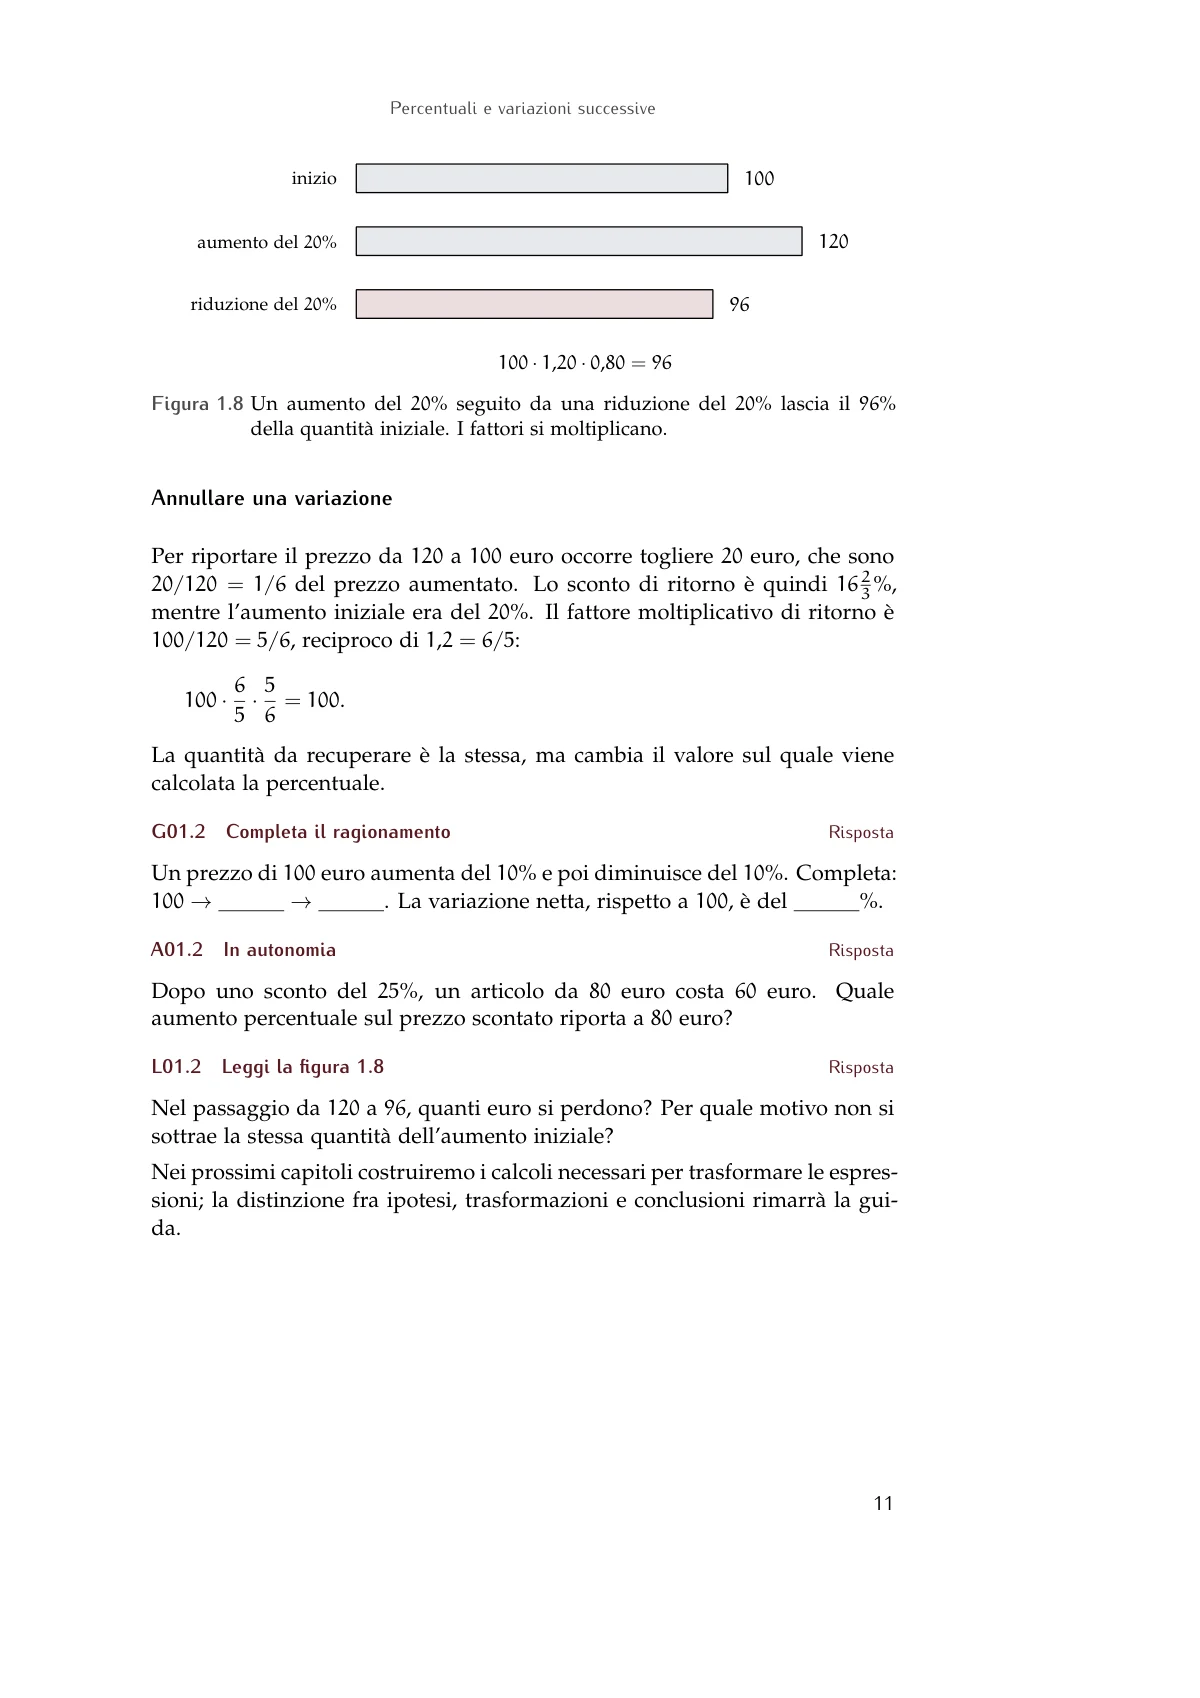 Percentuali e variazioni successive
inizio 100
aumento del 20% 120
riduzione del 20% 96
100 · 1,20 · 0,80 = 96
Figura 1.8 Un aumento del 20% seguito da una riduzione del 20% lascia il 96%
della quantità iniziale. I fattori si moltiplicano.
Annullare una variazione
Per riportare il prezzo da 120 a 100 euro occorre togliere 20 euro, che sono
20/120 = 1/6 del prezzo aumentato. Lo sconto di ritorno è quindi 16 2/3 %,
mentre l'aumento iniziale era del 20%. Il fattore moltiplicativo di ritorno è
100/120 = 5/6, reciproco di 1,2 = 6/5:
100 · 6/5 · 5/6 = 100.
La quantità da recuperare è la stessa, ma cambia il valore sul quale viene
calcolata la percentuale.
G01.2 Completa il ragionamento Risposta
Un prezzo di 100 euro aumenta del 10% e poi diminuisce del 10%. Completa:
100 → ______ → ______. La variazione netta, rispetto a 100, è del ______%.
A01.2 In autonomia Risposta
Dopo uno sconto del 25%, un articolo da 80 euro costa 60 euro. Quale
aumento percentuale sul prezzo scontato riporta a 80 euro?
L01.2 Leggi la figura 1.8 Risposta
Nel passaggio da 120 a 96, quanti euro si perdono? Per quale motivo non si
sottrae la stessa quantità dell'aumento iniziale?
Nei prossimi capitoli costruiremo i calcoli necessari per trasformare le espres-
sioni; la distinzione fra ipotesi, trasformazioni e conclusioni rimarrà la gui-
da.
11